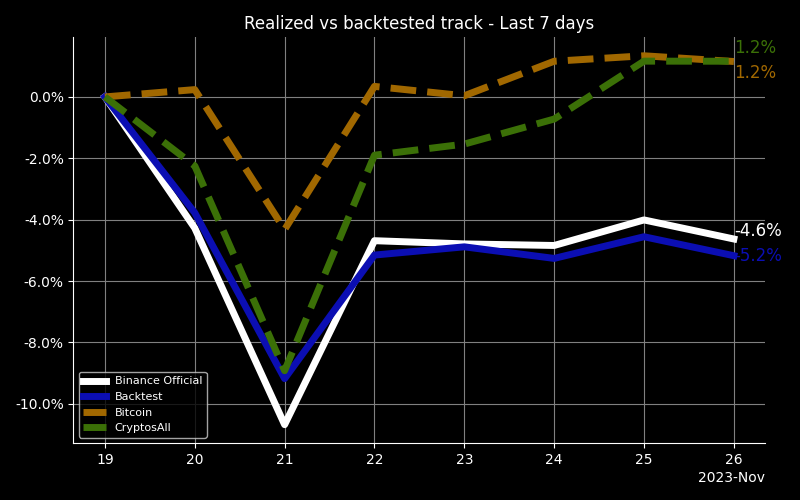 Realized vs backtested track - Last 7 days
1.2%
1.2%
0.0%
-2.0%
-4.0%
-4.6%
-5.2%
-6.0%
-8.0%
-10.0%
Binance Official
Backtest
Bitcoin
CryptosAll
19 20 21 22 23 24 25 26
2023-Nov